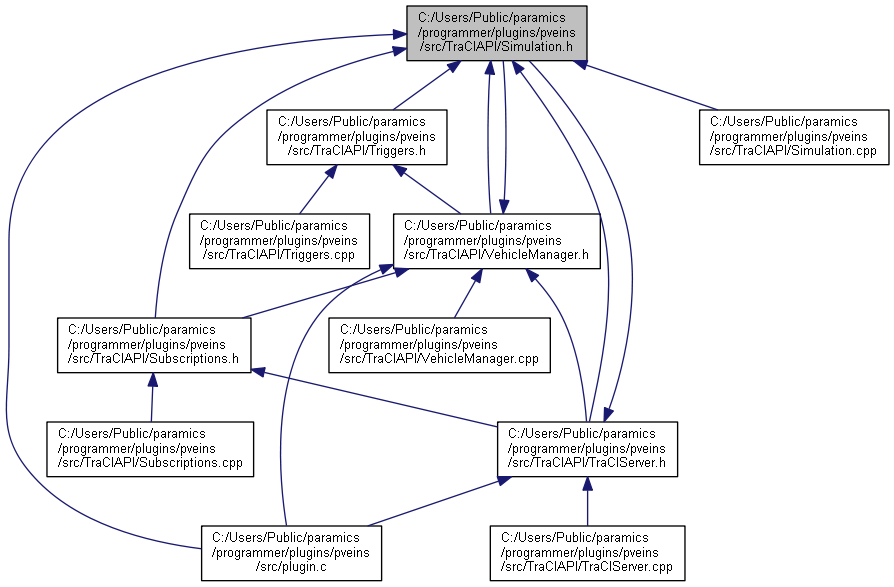 C:/Users/Public/paramics
/programmer/plugins/pveins
/src/TraCIAPI/Simulation.h
C:/Users/Public/paramics
/programmer/plugins/pveins
/src/TraCIAPI/Triggers.h
C:/Users/Public/paramics
/programmer/plugins/pveins
/src/TraCIAPI/Simulation.cpp
C:/Users/Public/paramics
/programmer/plugins/pveins
/src/TraCIAPI/Triggers.cpp
C:/Users/Public/paramics
/programmer/plugins/pveins
/src/TraCIAPI/VehicleManager.h
C:/Users/Public/paramics
/programmer/plugins/pveins
/src/TraCIAPI/Subscriptions.h
C:/Users/Public/paramics
/programmer/plugins/pveins
/src/TraCIAPI/VehicleManager.cpp
C:/Users/Public/paramics
/programmer/plugins/pveins
/src/TraCIAPI/Subscriptions.cpp
C:/Users/Public/paramics
/programmer/plugins/pveins
/src/TraCIAPI/TraCIServer.h
C:/Users/Public/paramics
/programmer/plugins/pveins
/src/plugin.c
C:/Users/Public/paramics
/programmer/plugins/pveins
/src/TraCIAPI/TraCIServer.cpp